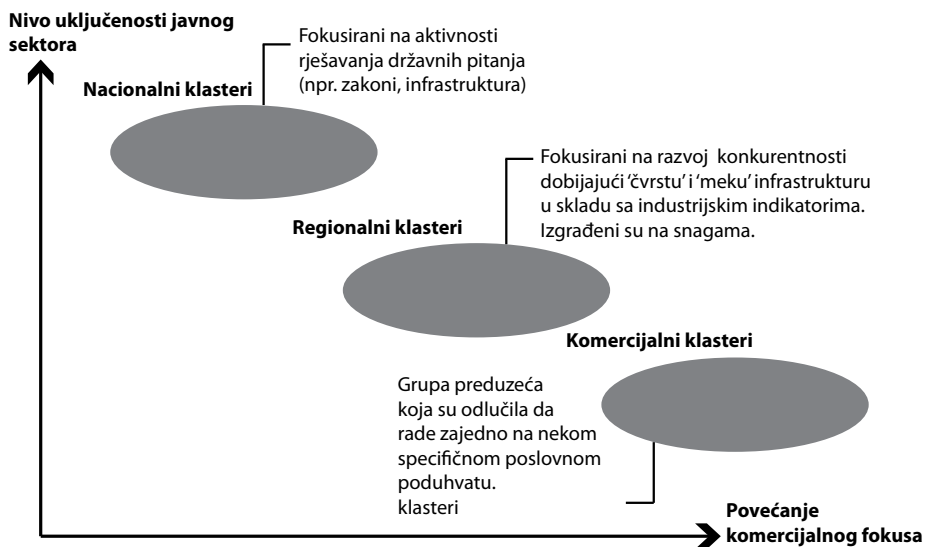 Nivo uključenosti javnog
sektora
Fokusirani na aktivnosti
rješavanja državnih pitanja
(npr. zakoni, infrastruktura)
Nacionalni klasteri
Fokusirani na razvoj konkurentnosti
dobijajući ‘čvrstu’ i ‘meku’ infrastrukturu
u skladu sa industrijskim indikatorima.
Izgrađeni su na snagama.
Regionalni klasteri
Komercijalni klasteri
Grupa preduzeća
koja su odlučila da
rade zajedno na nekom
specifičnom poslovnom
poduhvatu.
klasteri
Povećanje
komercijalnog fokusa